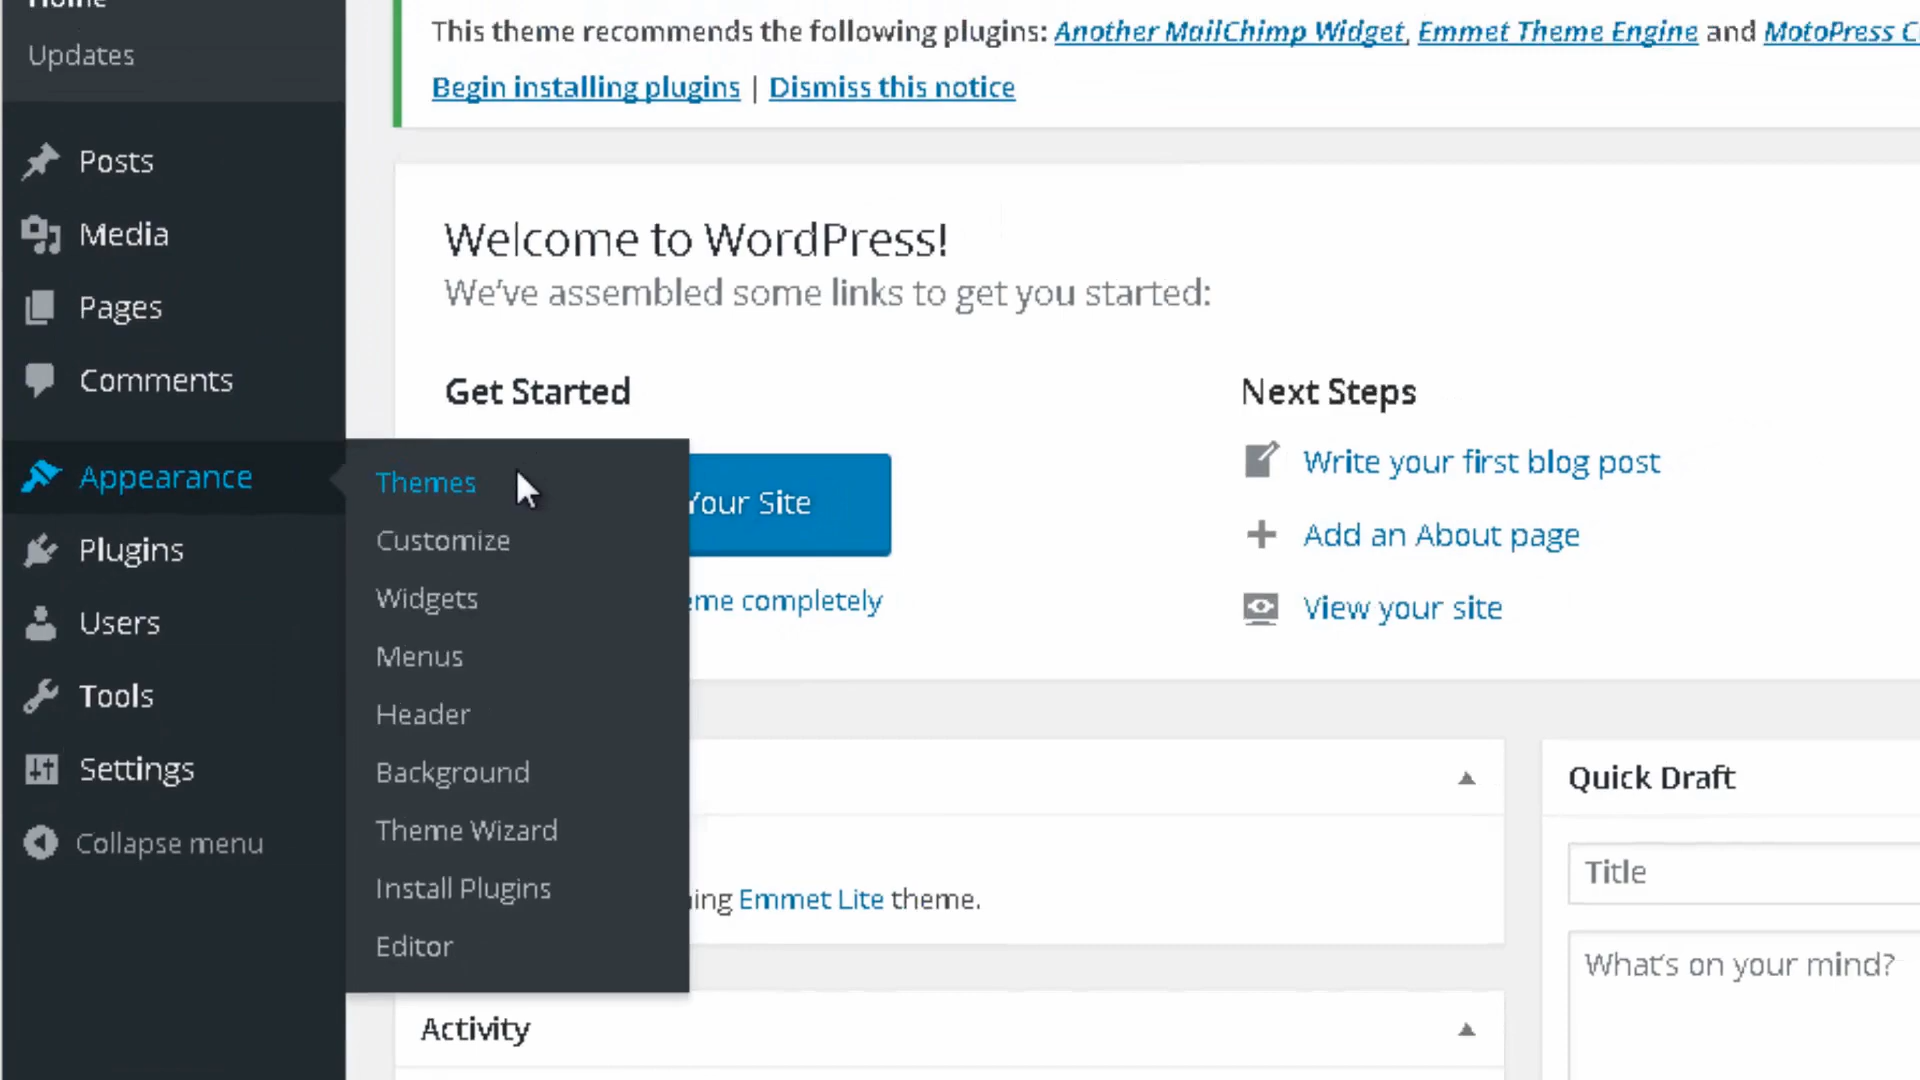 Home
Updates
Posts
Media
Pages
Comments
Appearance
Plugins
Users
Tools
Settings
Collapse menu
Themes
Customize
Widgets
Menus
Header
Background
Theme Wizard
Install Plugins
Editor
This theme recommends the following plugins: Another MailChimp Widget, Emmet Theme Engine and MotoPress C
Begin installing plugins | Dismiss this notice
Welcome to WordPress!
We've assembled some links to get you started:
Get Started
Your Site
me completely
Next Steps
Write your first blog post
Add an About page
View your site
ing Emmet Lite theme.
Activity
Quick Draft
Title
What's on your mind?